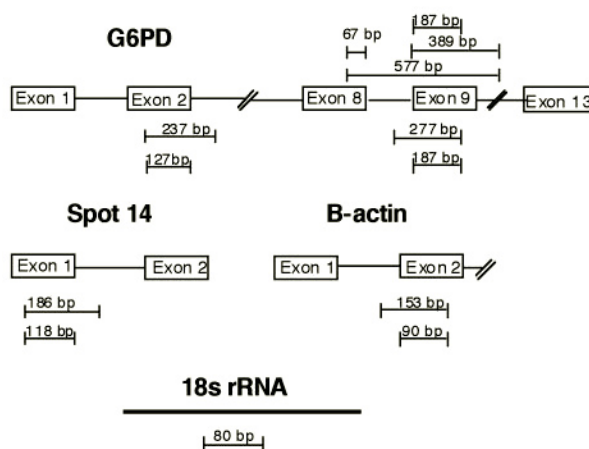 G6PD
187 bp
67 bp
389 bp
577 bp
Exon 1
Exon 2
Exon 8
Exon 9
Exon 13
237 bp
277 bp
127bp
187 bp
Spot 14
B-actin
Exon 1
Exon 2
Exon 1
Exon 2
186 bp
153 bp
118 bp
90 bp
18s rRNA
80 bp